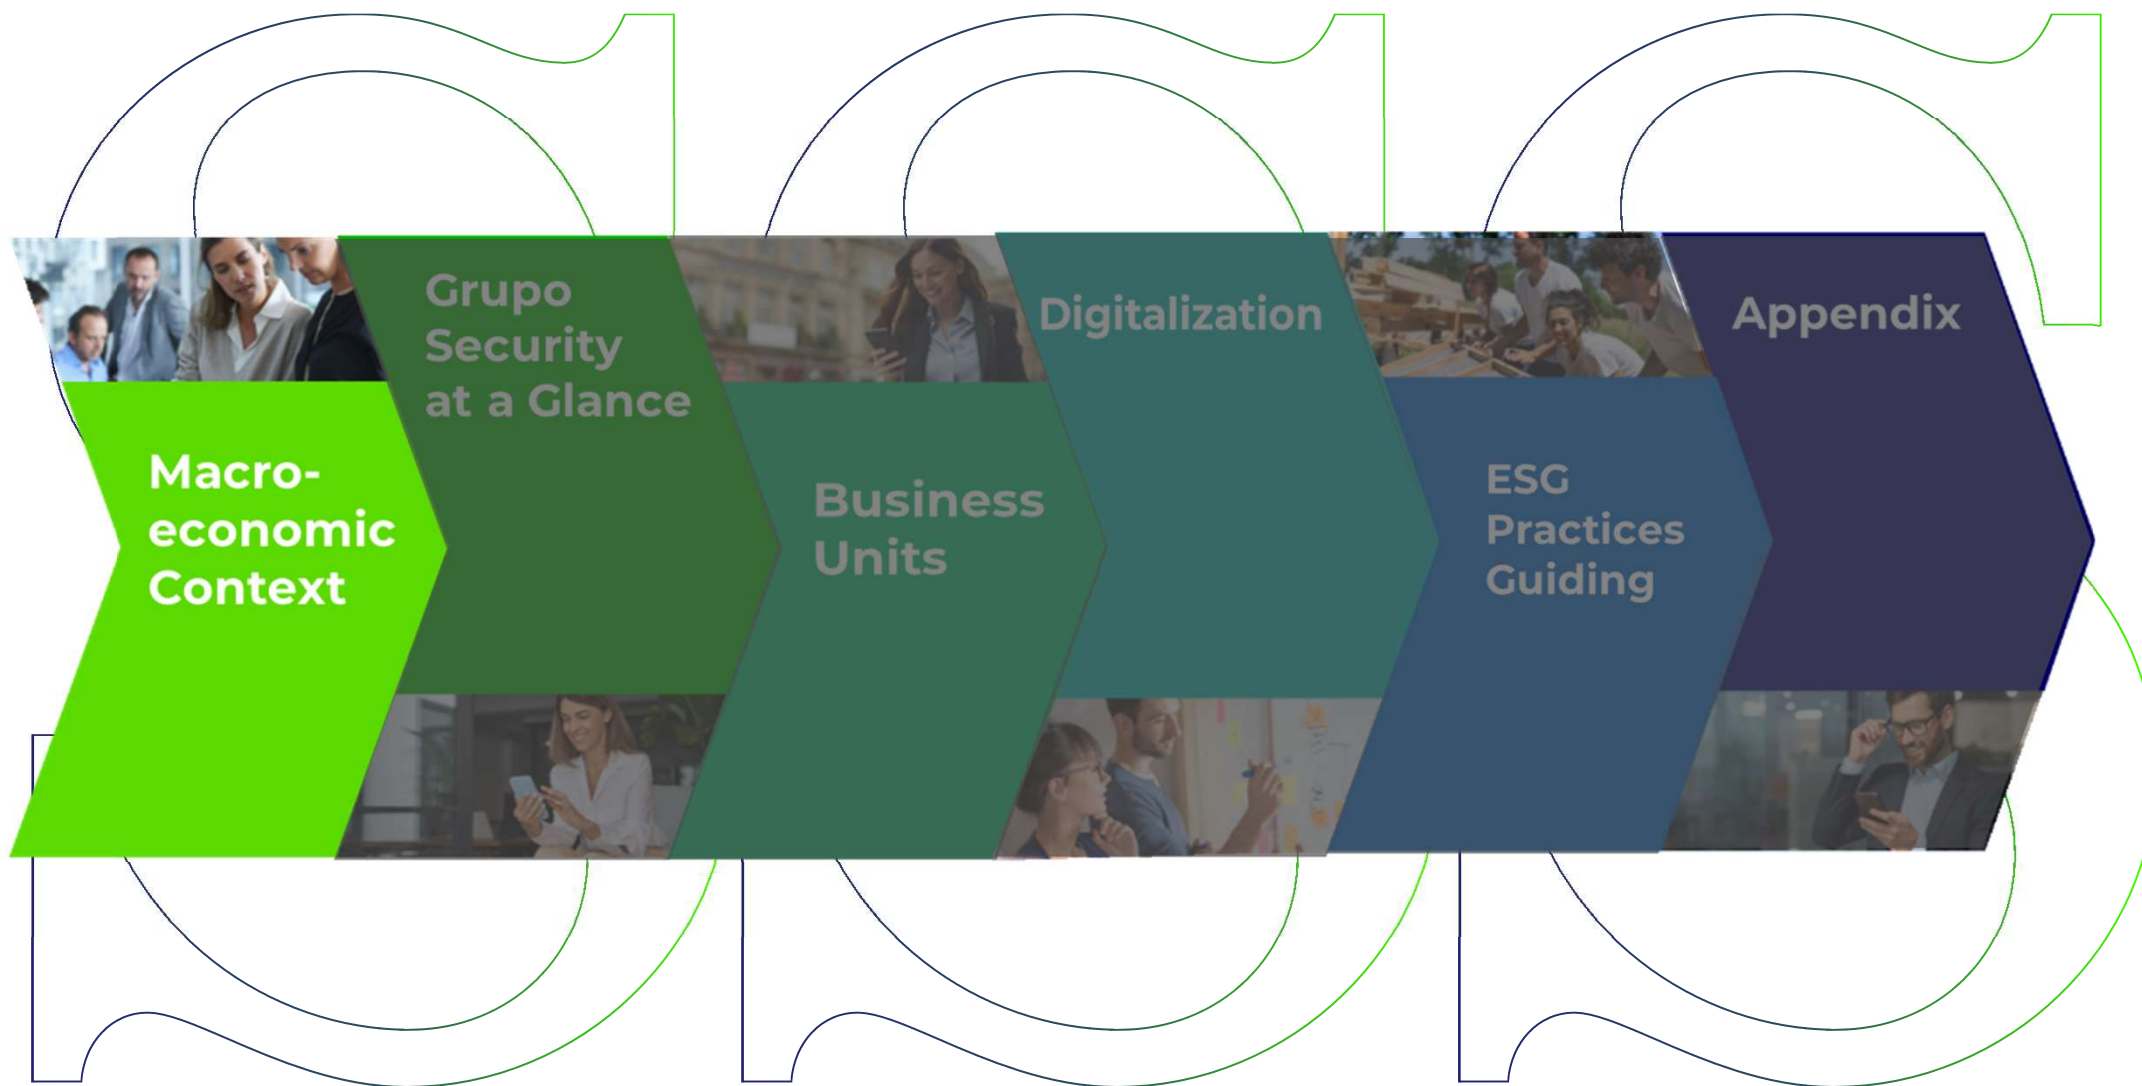 Macro-
economic
Context
Grupo
Security
at a Glance
Business
Units
Digitalization
ESG
Practices
Guiding
Appendix